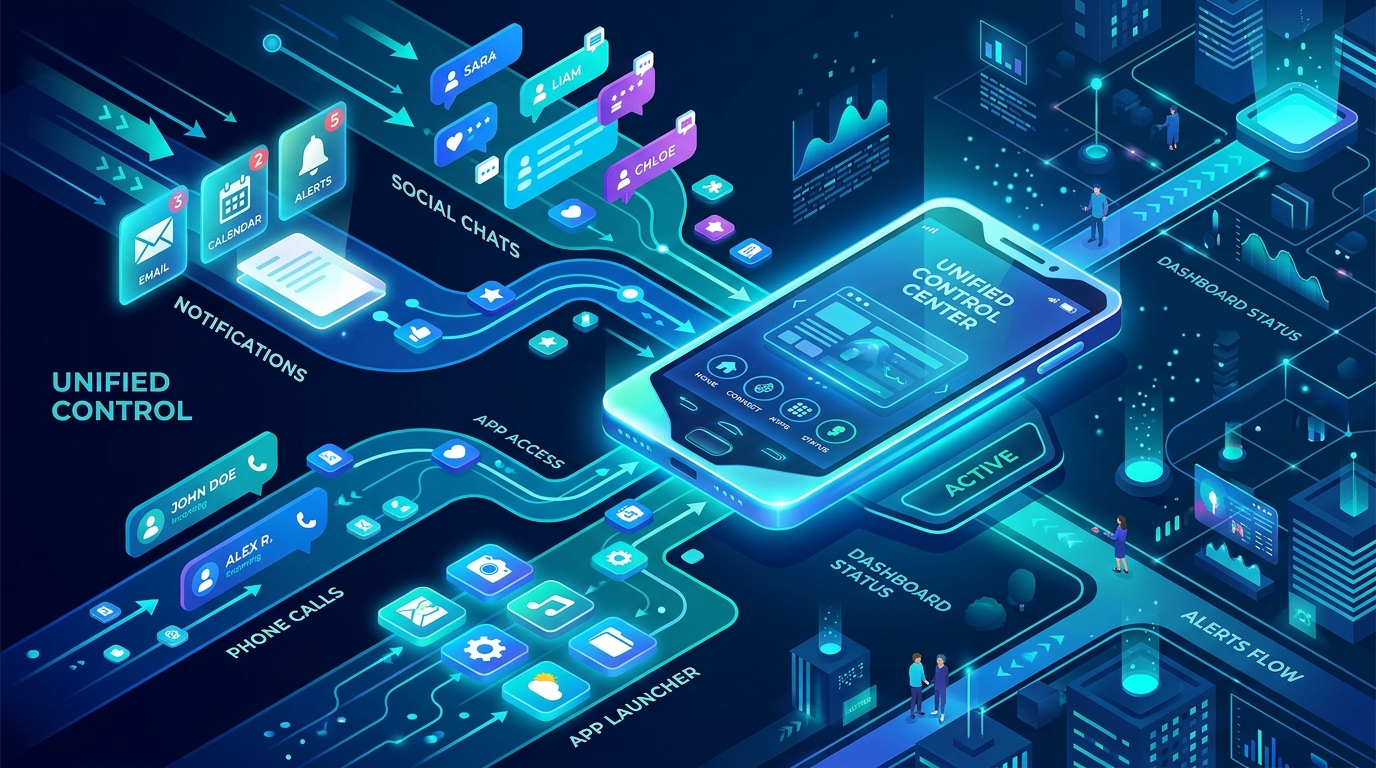 SARA
LIAM
CHLOE
SOCIAL CHATS
3
EMAIL
2
CALENDAR
5
ALERTS
NOTIFICATIONS
UNIFIED
CONTROL
UNIFIED
CONTROL
CENTER
HOME
ACTIVE
DASHBOARD STATUS
APP ACCESS
JOHN DOE
ALEX R.
PHONE CALLS
APP LAUNCHER
DASHBOARD
STATUS
ALERTS FLOW